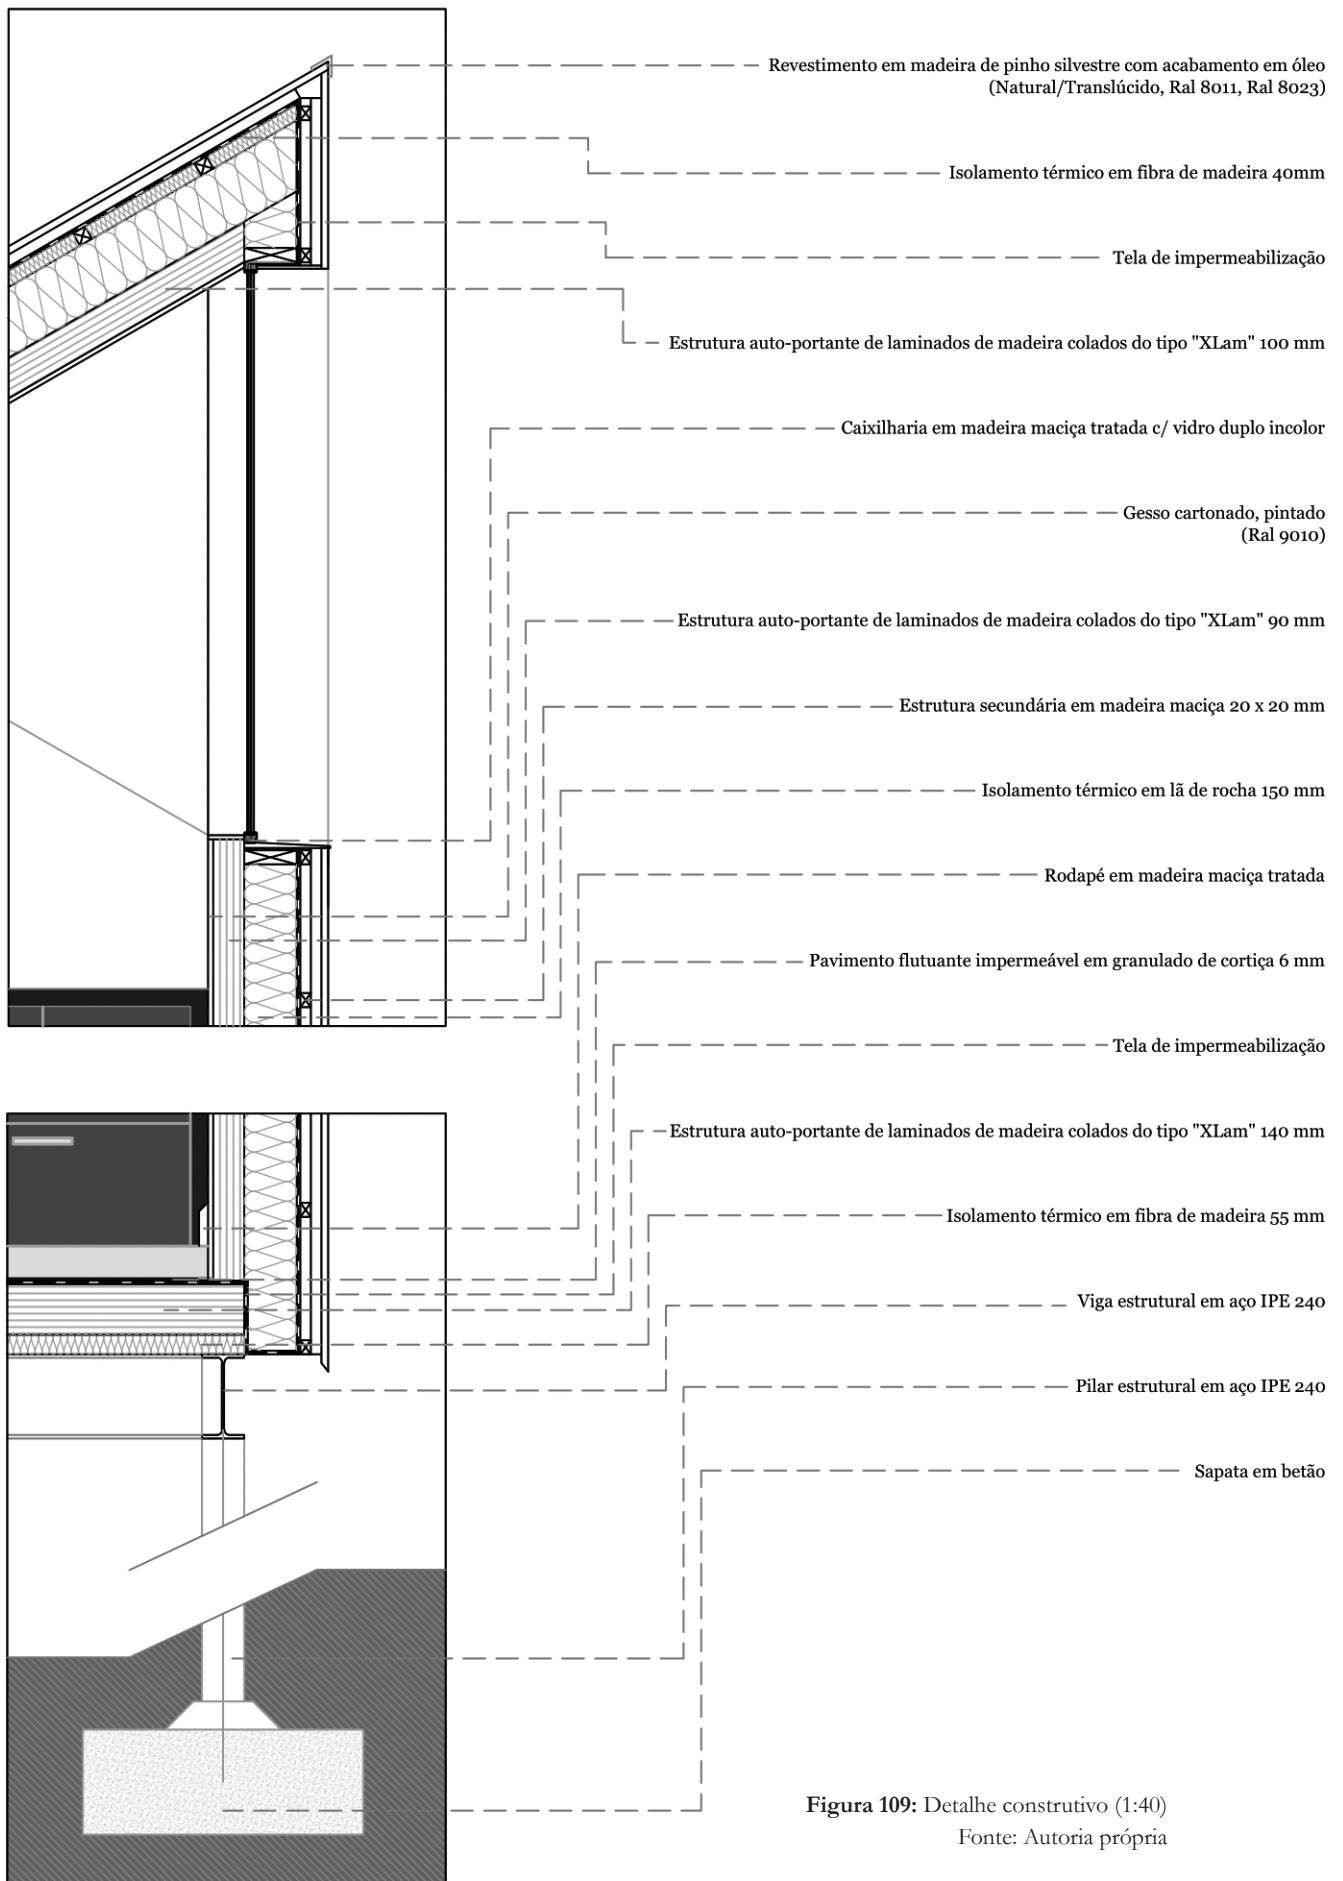 Revestimento em madeira de pinho silvestre com acabamento em óleo
(Natural/Translúcido, Ral 8011, Ral 8023)
Isolamento térmico em fibra de madeira 40mm
Tela de impermeabilização
Estrutura auto-portante de laminados de madeira colados do tipo "XLam" 100 mm
Caixilharia em madeira maciça tratada c/ vidro duplo incolor
Gesso cartonado, pintado
(Ral 9010)
Estrutura auto-portante de laminados de madeira colados do tipo "XLam" 90 mm
Estrutura secundária em madeira maciça 20 x 20 mm
Isolamento térmico em lã de rocha 150 mm
Rodapé em madeira maciça tratada
Pavimento flutuante impermeável em granulado de cortiça 6 mm
Tela de impermeabilização
Estrutura auto-portante de laminados de madeira colados do tipo "XLam" 140 mm
Isolamento térmico em fibra de madeira 55 mm
Viga estrutural em aço IPE 240
Pilar estrutural em aço IPE 240
Sapata em betão
Figura 109: Detalhe construtivo (1:40)
Fonte: Autoria própria